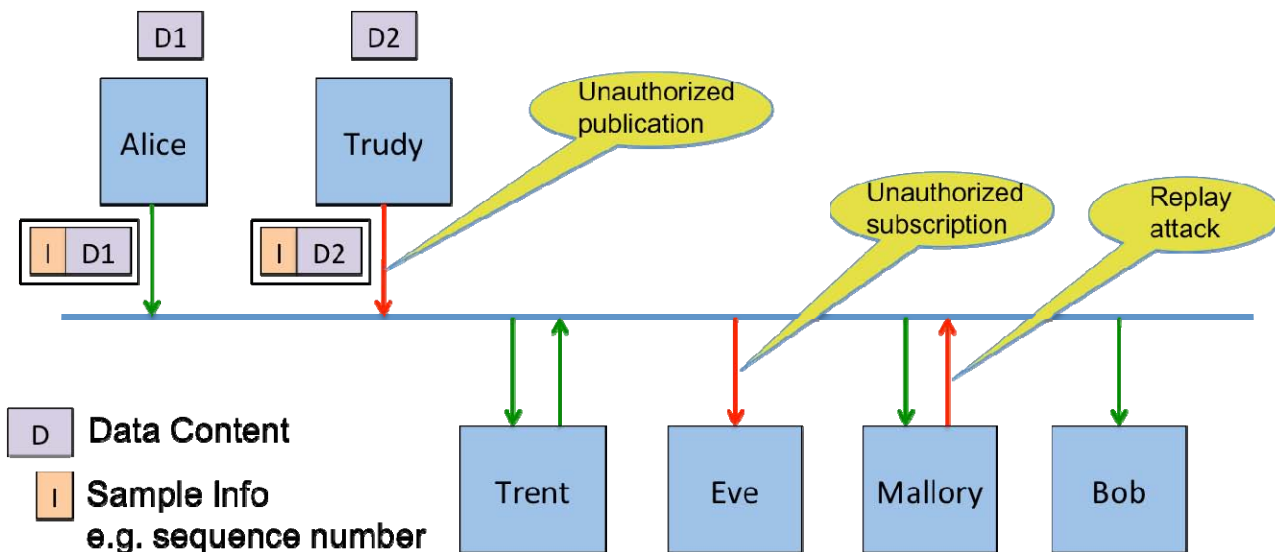 D1
D2
Alice
Trudy
Unauthorized
publication
Unauthorized
subscription
Replay
attack
I D1
I D2
D Data Content
I Sample Info
e.g. sequence number
Trent
Eve
Mallory
Bob